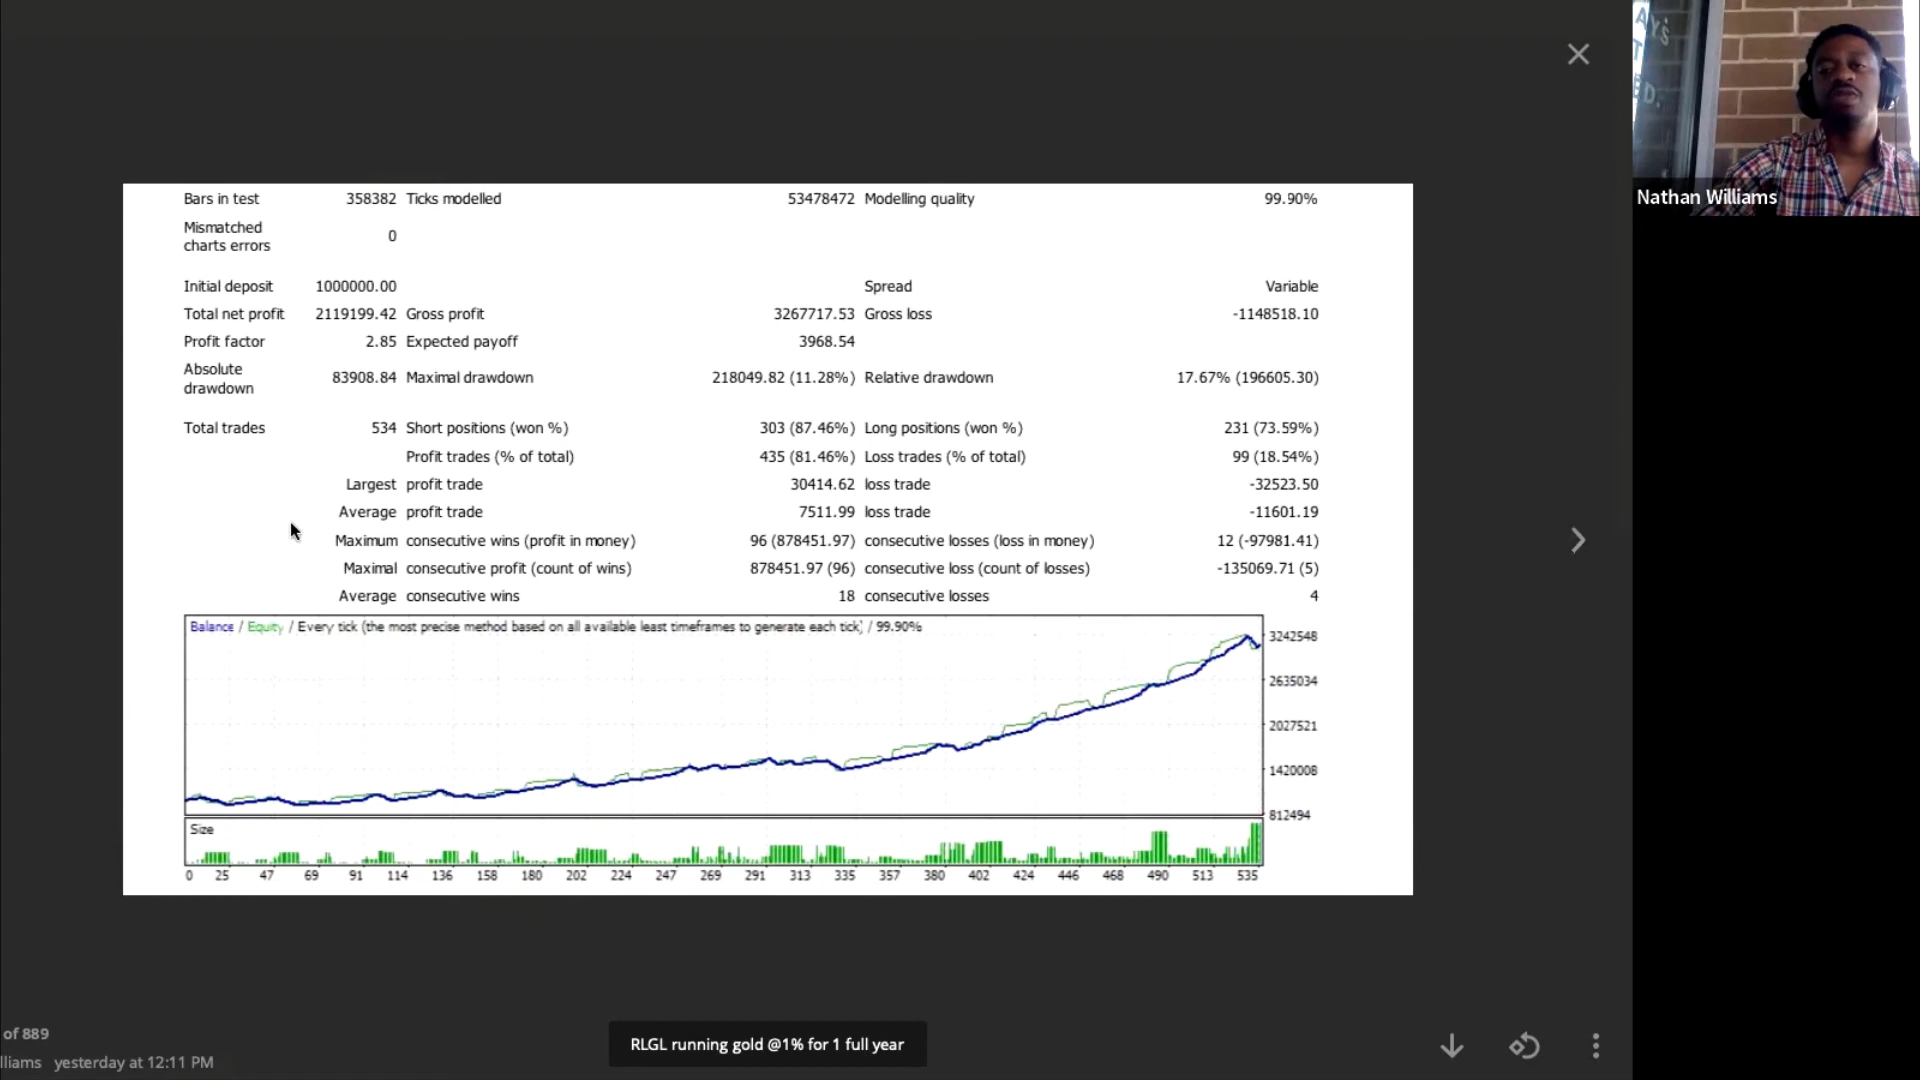 Nathan Williams
Bars in test 358382 Ticks modelled 53478472 Modelling quality 99.90%
Mismatched
charts errors 0
Initial deposit 1000000.00 Spread Variable
Total net profit 2119199.42 Gross profit 3267717.53 Gross loss -1148518.10
Profit factor 2.85 Expected payoff 3968.54
Absolute
drawdown 83908.84 Maximal drawdown 218049.82 (11.28%) Relative drawdown 17.67% (196605.30)
Total trades 534 Short positions (won %) 303 (87.46%) Long positions (won %) 231 (73.59%)
Profit trades (% of total) 435 (81.46%) Loss trades (% of total) 99 (18.54%)
Largest profit trade 30414.62 loss trade -32523.50
Average profit trade 7511.99 loss trade -11601.19
Maximum consecutive wins (profit in money) 96 (878451.97) consecutive losses (loss in money) 12 (-97981.41)
Maximal consecutive profit (count of wins) 878451.97 (96) consecutive loss (count of losses) -135069.71 (5)
Average consecutive wins 18 consecutive losses 4
Balance / Equity / Every tick (the most precise method based on all available least timeframes to generate each tick) / 99.90%
3242548
2635034
2027521
1420008
812494
Size
0 25 47 69 91 114 136 158 180 202 224 247 269 291 313 335 357 380 402 424 446 468 490 513 535
of 889
lliams yesterday at 12:11 PM
RLGL running gold @1% for 1 full year